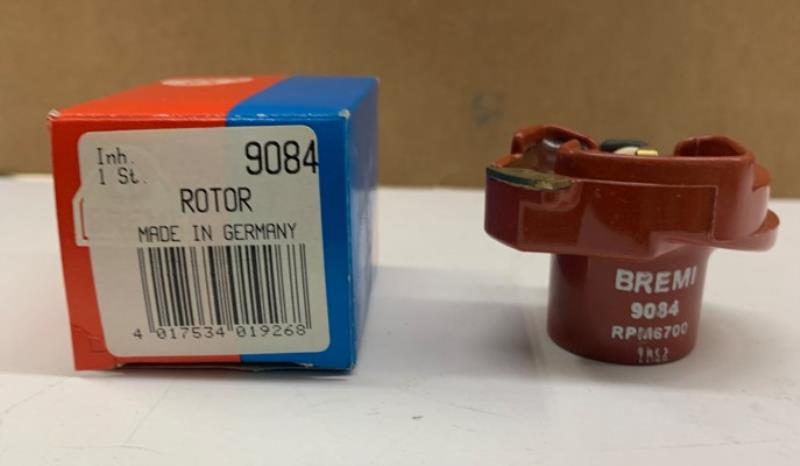 Inh.
1 St.
9084
ROTOR
MADE IN GERMANY
4 017534 019268
BREMI
9084
RPM6700